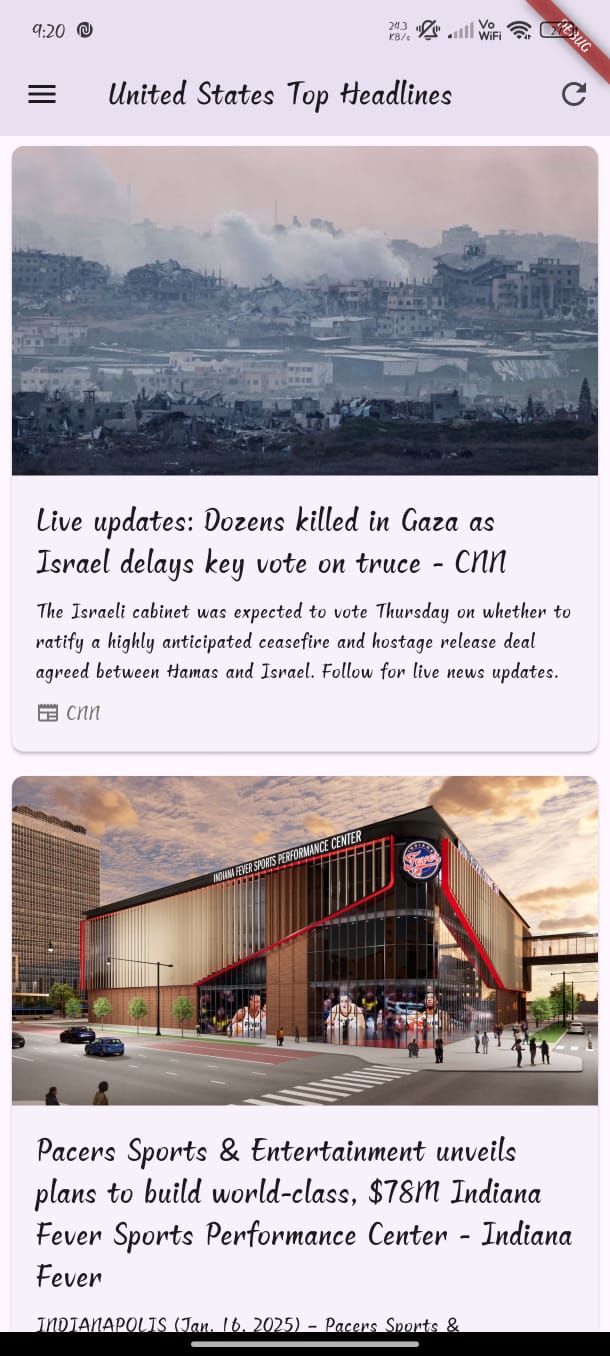 9:20
24.3
KB/s
Vo
WiFi
United States Top Headlines
Live updates: Dozens killed in Gaza as
Israel delays key vote on truce - CNN
The Israeli cabinet was expected to vote Thursday on whether to
ratify a highly anticipated ceasefire and hostage release deal
agreed between Hamas and Israel. Follow for live news updates.
CNN
INDIANA FEVER SPORTS PERFORMANCE CENTER
INDIANA
Fever
Pacers Sports & Entertainment unveils
plans to build world-class, $78M Indiana
Fever Sports Performance Center - Indiana
Fever
INDIANAPOLIS (Jan. 16, 2025) – Pacers Sports &